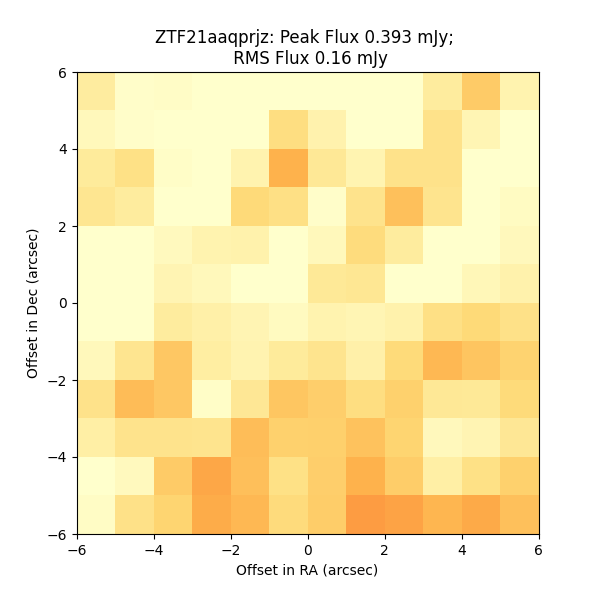 ZTF21aaqprjz: Peak Flux 0.393 mJy;
RMS Flux 0.16 mJy
6
4
2
0
−2
−4
−6
Offset in Dec (arcsec)
−6 −4 −2 0 2 4 6
Offset in RA (arcsec)